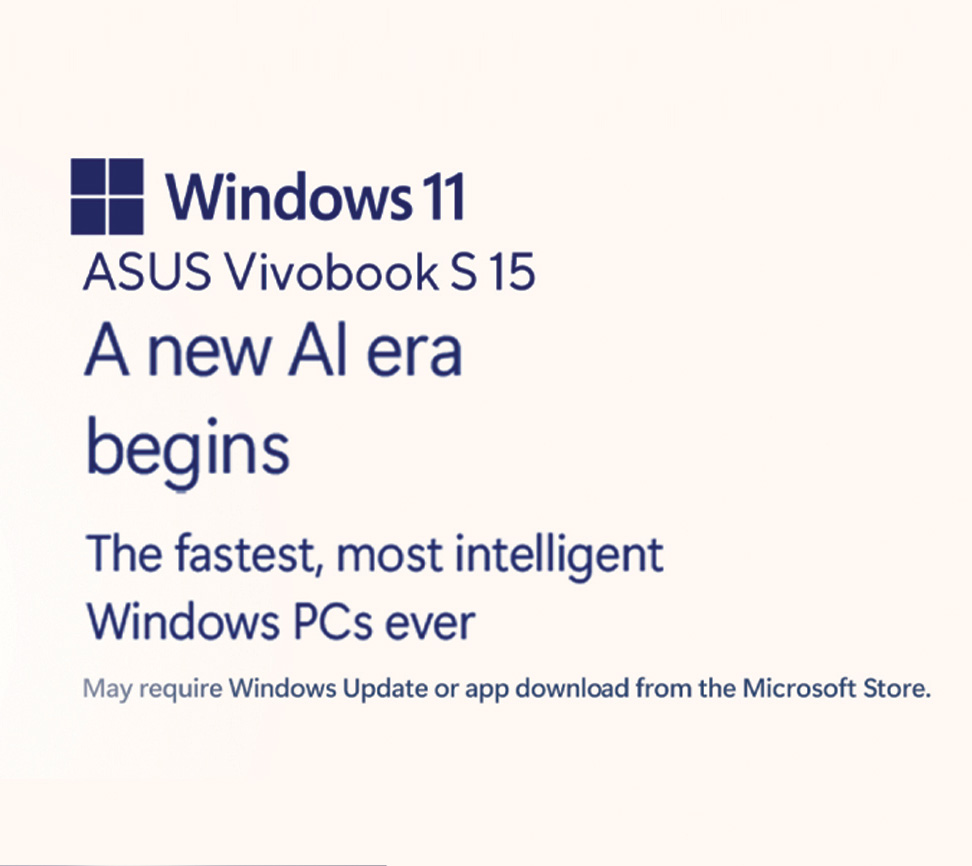 Windows 11
ASUS Vivobook S 15
A new AI era
begins
The fastest, most intelligent
Windows PCs ever
May require Windows Update or app download from the Microsoft Store.